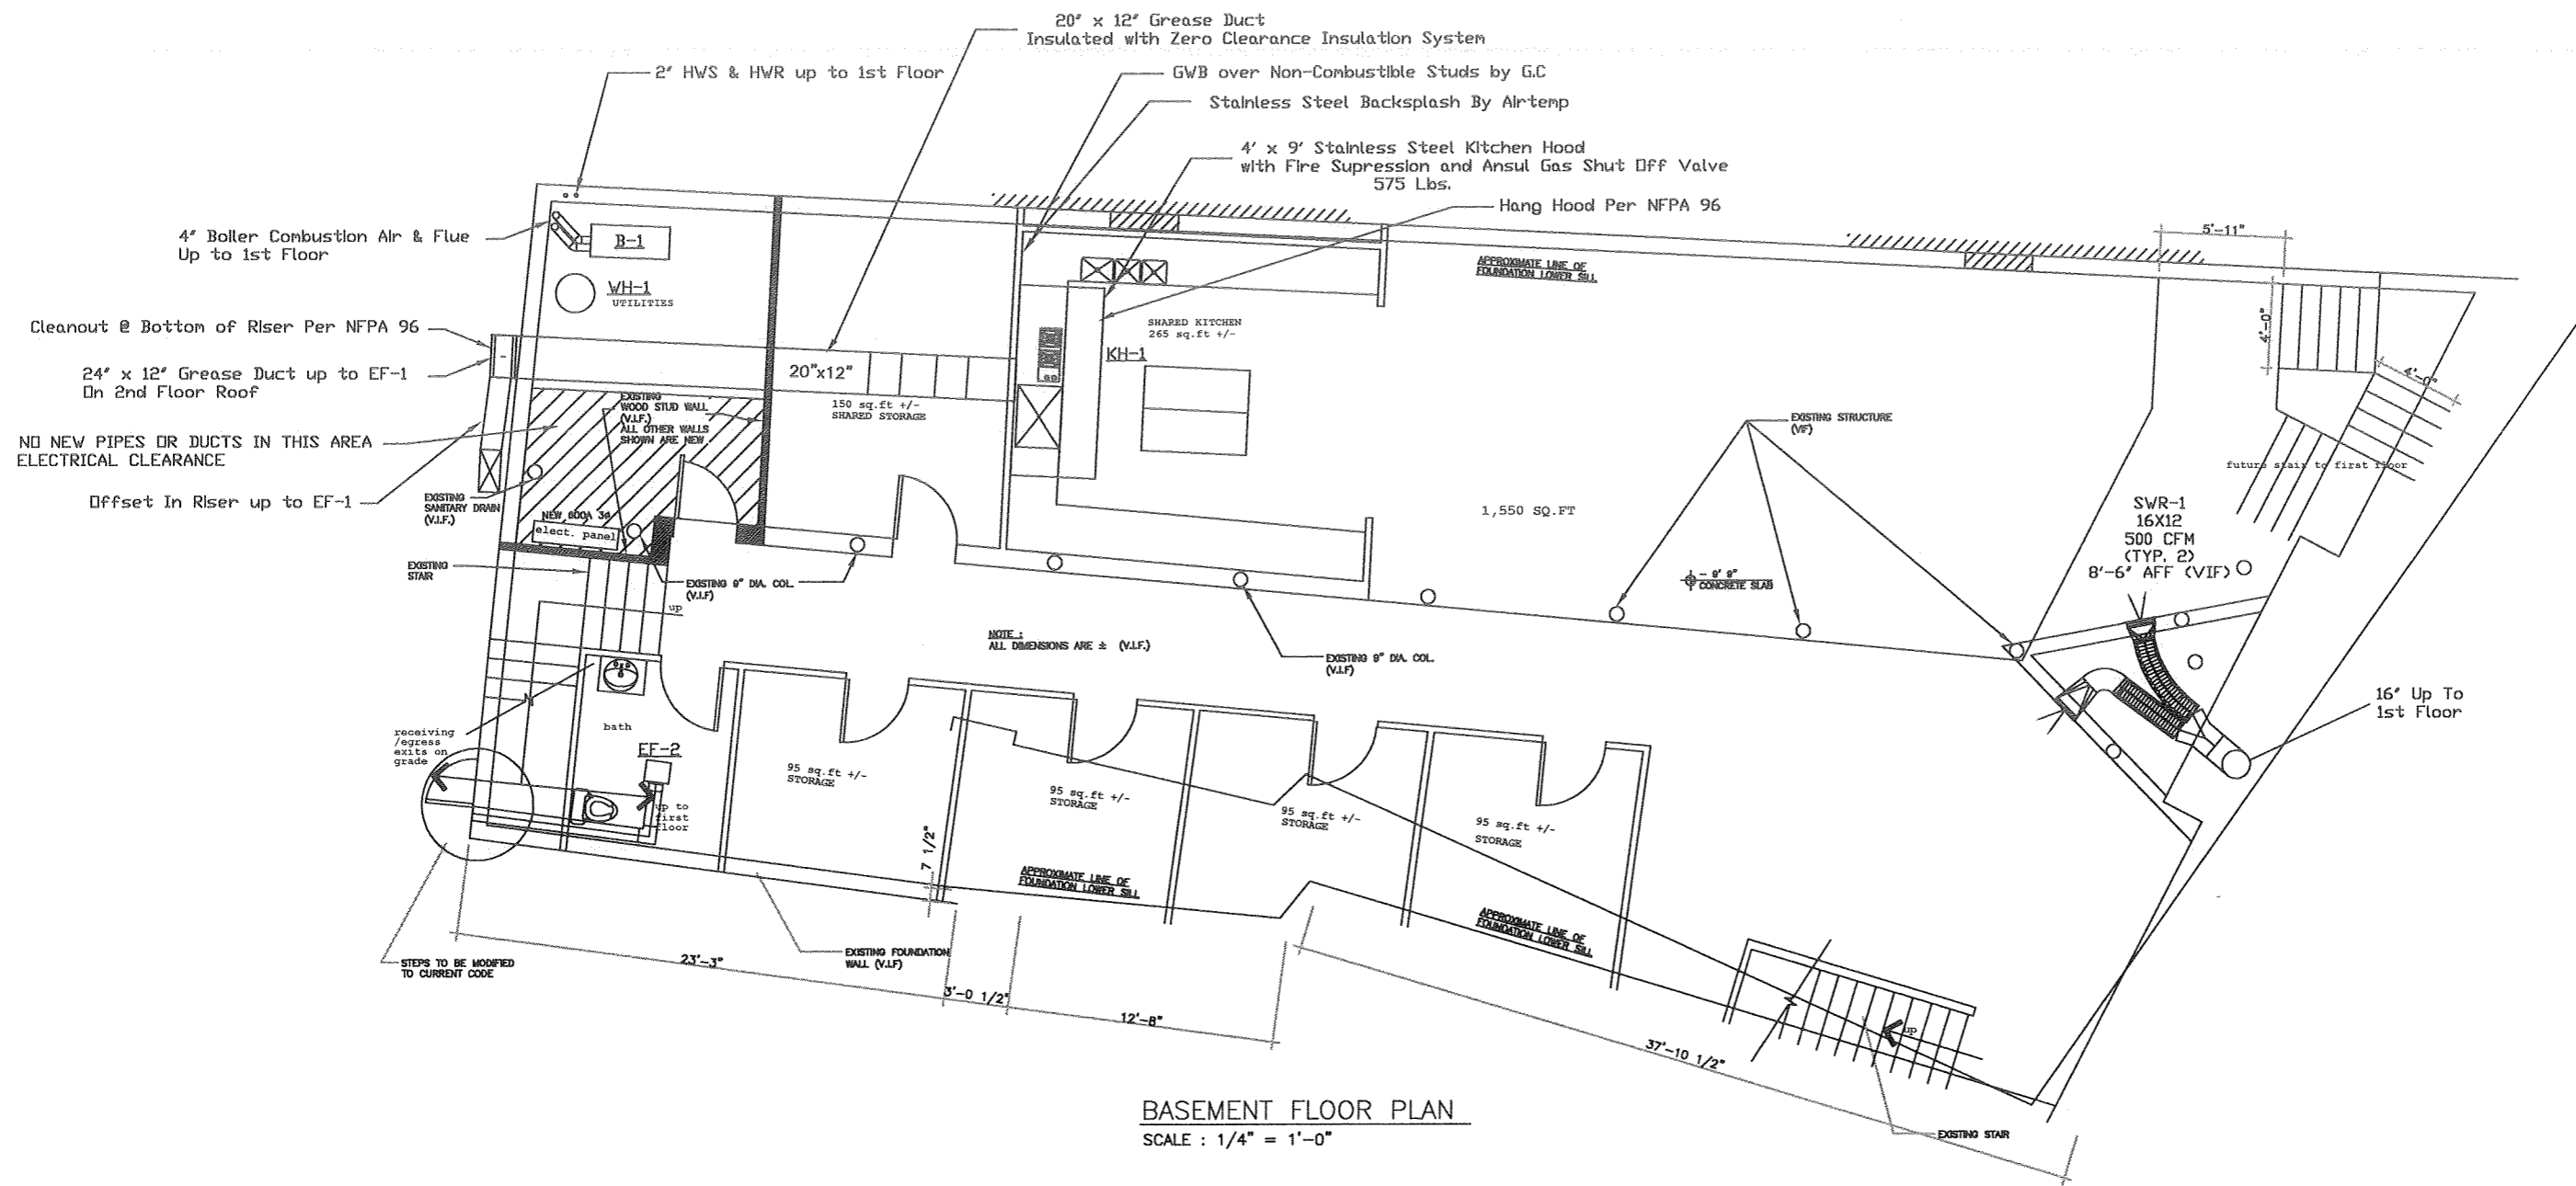 20" x 12" Grease Duct
Insulated with Zero Clearance Insulation System
2" HWS & HWR up to 1st Floor
GWB over Non-Combustible Studs by G.C
Stainless Steel Backsplash By Airtemp
4' x 9' Stainless Steel Kitchen Hood
with Fire Supression and Ansul Gas Shut Off Valve
575 Lbs.
Hang Hood Per NFPA 96
4" Boiler Combustion Air & Flue
Up to 1st Floor
B-1
WH-1
UTILITIES
5'-11"
APPROXIMATE LINE OF
FOUNDATION LOWER SILL
Cleanout @ Bottom of Riser Per NFPA 96
SHARED KITCHEN
265 sq.ft +/-
KH-1
4'-0"
4'-0"
24" x 12" Grease Duct up to EF-1
On 2nd Floor Roof
20"x12"
150 sq.ft +/-
SHARED STORAGE
EXISTING
WOOD STUD WALL
(V.I.F.)
ALL OTHER WALLS
SHOWN ARE NEW
EXISTING STRUCTURE
(VIF)
NO NEW PIPES OR DUCTS IN THIS AREA
ELECTRICAL CLEARANCE
future stair to first floor
Offset In Riser up to EF-1
EXISTING
SANITARY DRAIN
(V.I.F.)
NEW 600A 3ø
elect. panel
1,550 SQ.FT
SWR-1
16X12
500 CFM
(TYP. 2)
8'-6" AFF (VIF)
EXISTING
STAIR
EXISTING 9" DIA. COL.
(V.I.F)
- 9' 9"
CONCRETE SLAB
up
NOTE :
ALL DIMENSIONS ARE ± (V.I.F.)
EXISTING 9" DIA. COL.
(V.I.F)
16" Up To
1st Floor
receiving
/egress
exits on
grade
bath
EF-2
up to
first
floor
95 sq.ft +/-
STORAGE
95 sq.ft +/-
STORAGE
95 sq.ft +/-
STORAGE
95 sq.ft +/-
STORAGE
7 1/2"
APPROXIMATE LINE OF
FOUNDATION LOWER SILL
APPROXIMATE LINE OF
FOUNDATION LOWER SILL
STEPS TO BE MODIFIED
TO CURRENT CODE
EXISTING FOUNDATION
WALL (V.I.F)
23'-3"
3'-0 1/2"
12'-8"
37'-10 1/2"
up
EXISTING STAIR
BASEMENT FLOOR PLAN
SCALE : 1/4" = 1'-0"